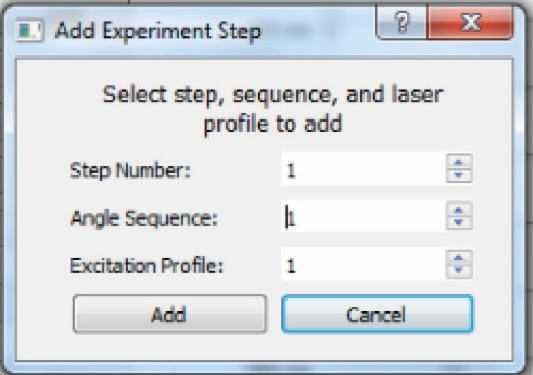 Add Experiment Step
?
Select step, sequence, and laser
profile to add
Step Number: 1
Angle Sequence: 1
Excitation Profile: 1
Add Cancel